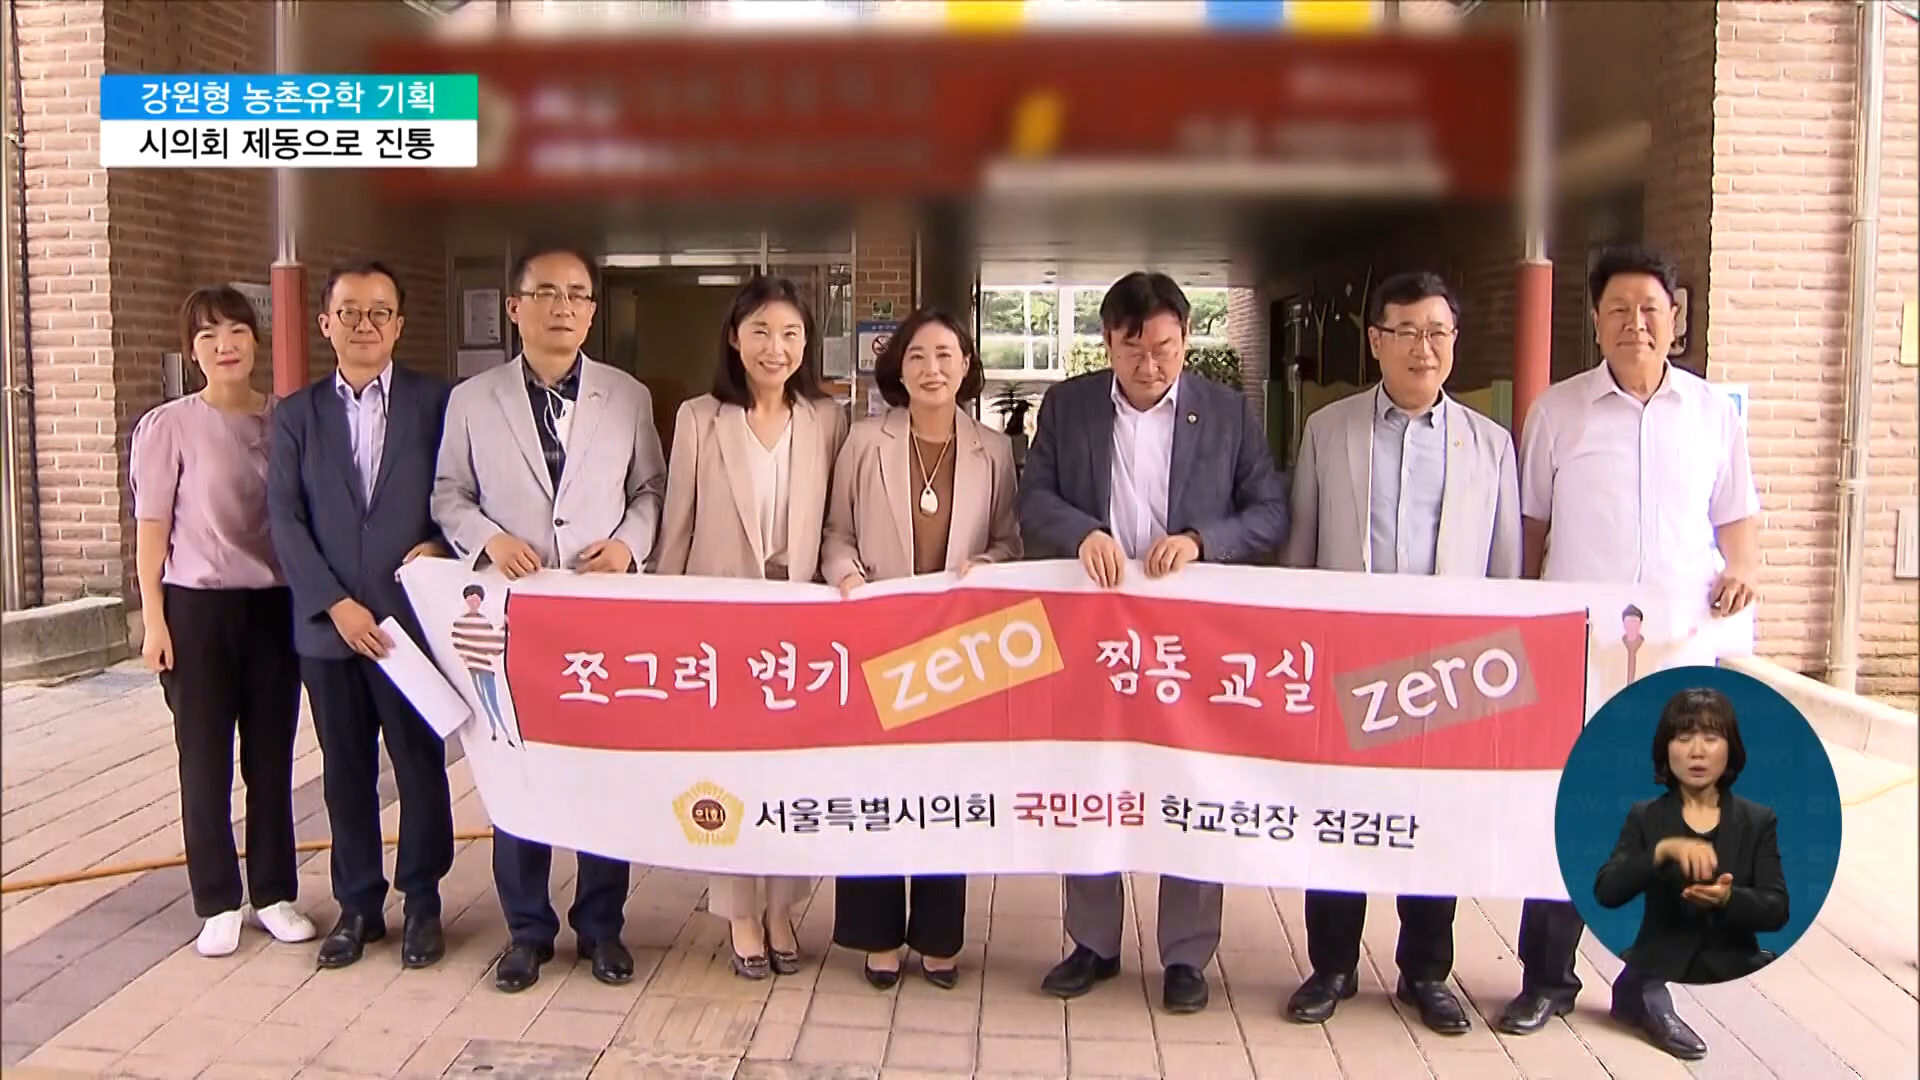 강원형 농촌유학 기획
시의회 제동으로 진통
쪼그려 변기 zero 찜통 교실 zero
의회 서울특별시의회 국민의힘 학교현장 점검단